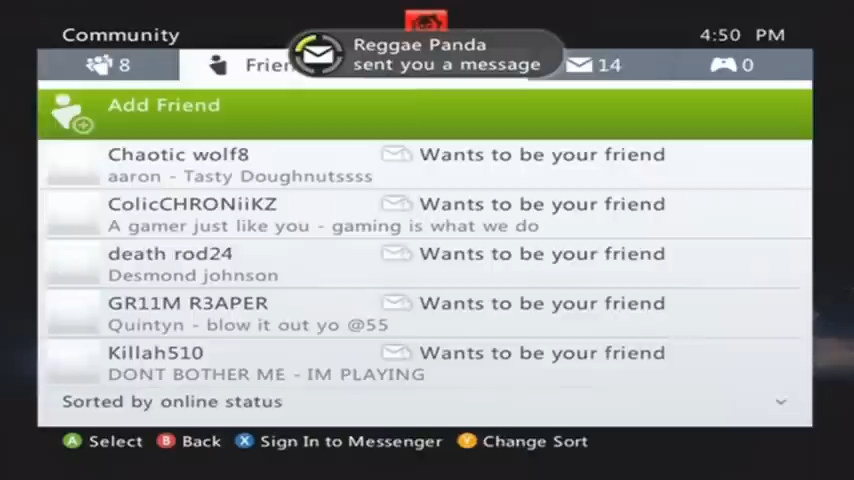 Community
4:50 PM
Reggae Panda
sent you a message
8
Frien
14
0
Add Friend
Chaotic wolf8
Wants to be your friend
aaron - Tasty Doughnutssss
ColicCHRONiiKZ
Wants to be your friend
A gamer just like you - gaming is what we do
death rod24
Wants to be your friend
Desmond johnson
GR11M R3APER
Wants to be your friend
Quintyn - blow it out yo @55
Killah510
Wants to be your friend
DONT BOTHER ME - IM PLAYING
Sorted by online status
A Select B Back X Sign In to Messenger Y Change Sort